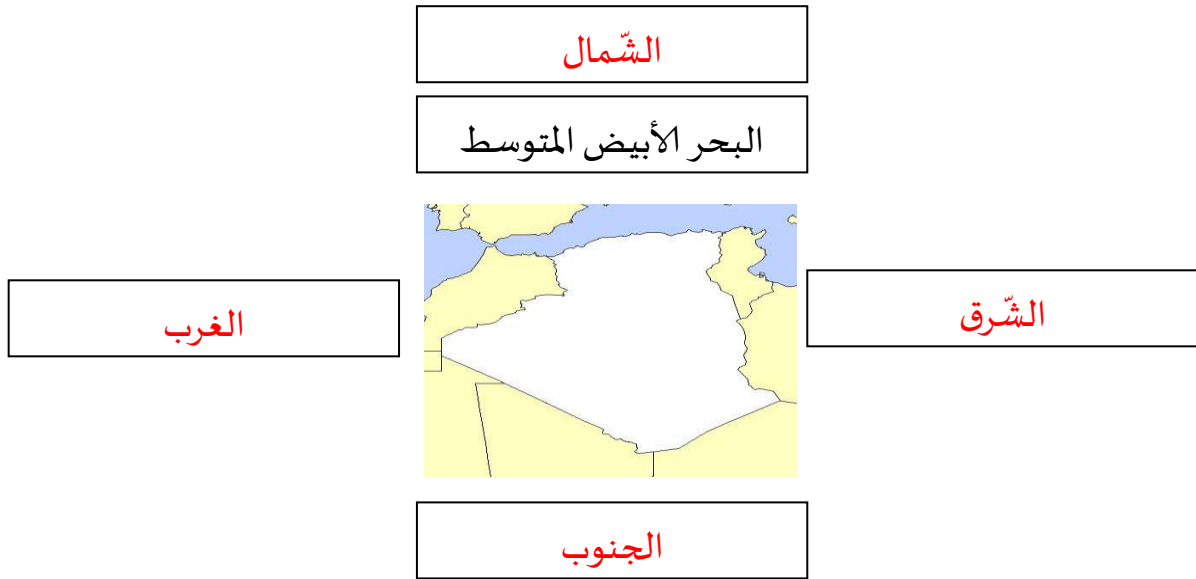 الشّمال
البحر الأبيض المتوسط
الشّرق
الغرب
الجنوب